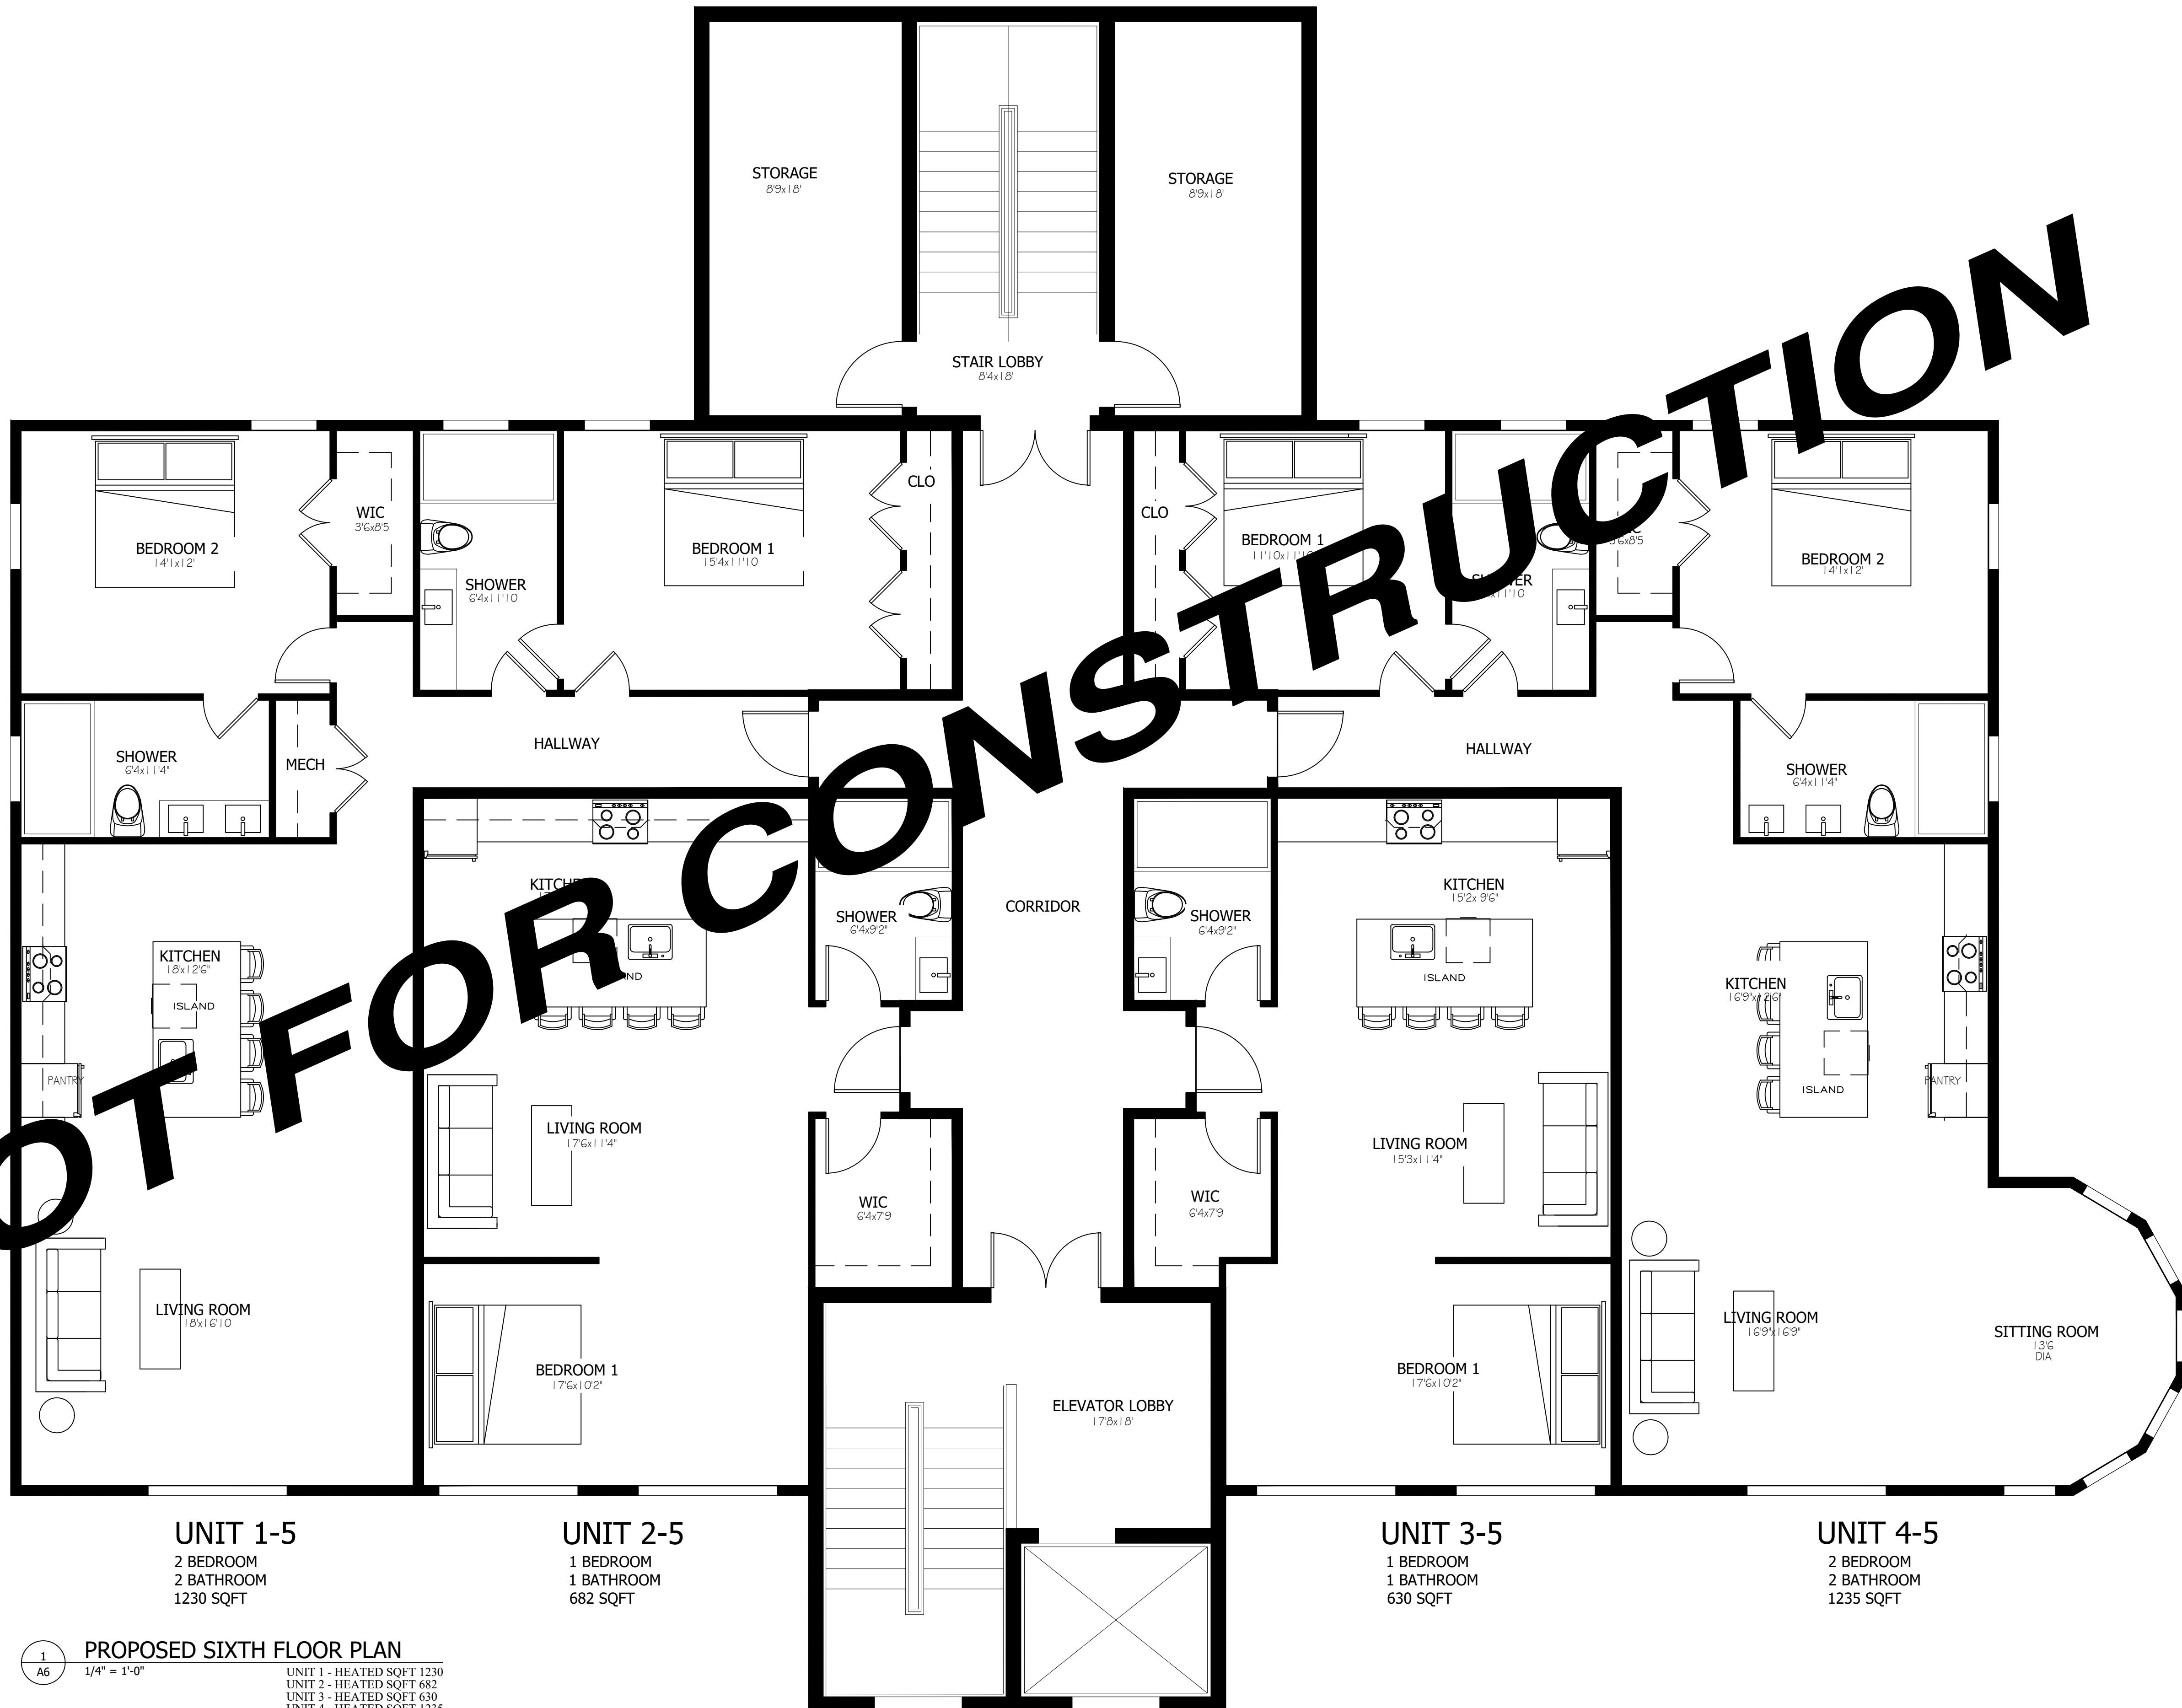 STORAGE
8'9x18'
STORAGE
8'9x18'
STAIR LOBBY
8'4x18'
BEDROOM 2
14'1x12'
WIC
3'6x8'5
SHOWER
6'4x11'10
BEDROOM 1
15'4x11'10
CLO
CLO
BEDROOM 1
BEDROOM 2
14'1x12'
SHOWER
6'4x11'4"
MECH
HALLWAY
HALLWAY
SHOWER
6'4x11'4"
KITCHEN
18'x12'6"
ISLAND
PANTRY
SHOWER
6'4x9'2"
CORRIDOR
SHOWER
6'4x9'2"
KITCHEN
15'2x 9'6"
ISLAND
KITCHEN
16'9"x12'6"
ISLAND
PANTRY
LIVING ROOM
17'6x11'4"
LIVING ROOM
15'3x11'4"
WIC
6'4x7'9
WIC
6'4x7'9
LIVING ROOM
18'x16'10
LIVING ROOM
16'9"x16'9"
SITTING ROOM
13'6
DIA
BEDROOM 1
17'6x10'2"
BEDROOM 1
17'6x10'2"
ELEVATOR LOBBY
17'8x18'
FOR CONSTRUCTION
UNIT 1-5
2 BEDROOM
2 BATHROOM
1230 SQFT
UNIT 2-5
1 BEDROOM
1 BATHROOM
682 SQFT
UNIT 3-5
1 BEDROOM
1 BATHROOM
630 SQFT
UNIT 4-5
2 BEDROOM
2 BATHROOM
1235 SQFT
1
A6
PROPOSED SIXTH FLOOR PLAN
1/4" = 1'-0"
UNIT 1 - HEATED SQFT 1230
UNIT 2 - HEATED SQFT 682
UNIT 3 - HEATED SQFT 630
UNIT 4 - HEATED SQFT 1235